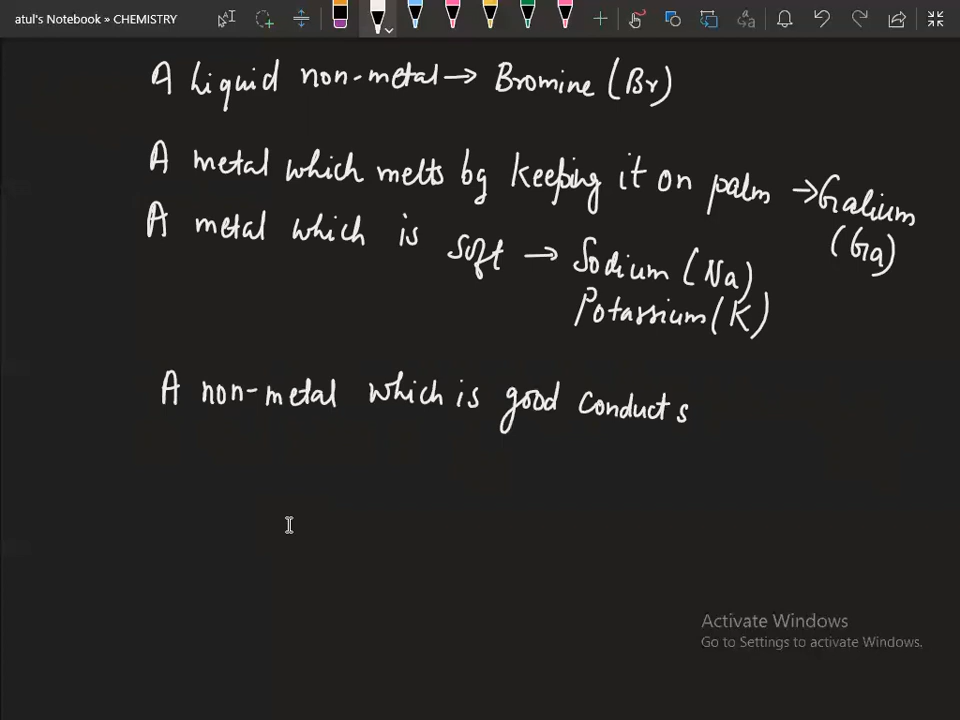 atul's Notebook » CHEMISTRY
A liquid non-metal → Bromine (Br)
A metal which melts by keeping it on palm → Galium
(Ga)
A metal which is soft → Sodium (Na)
Potassium (K)
A non-metal which is good conduct s
Activate Windows
Go to Settings to activate Windows.